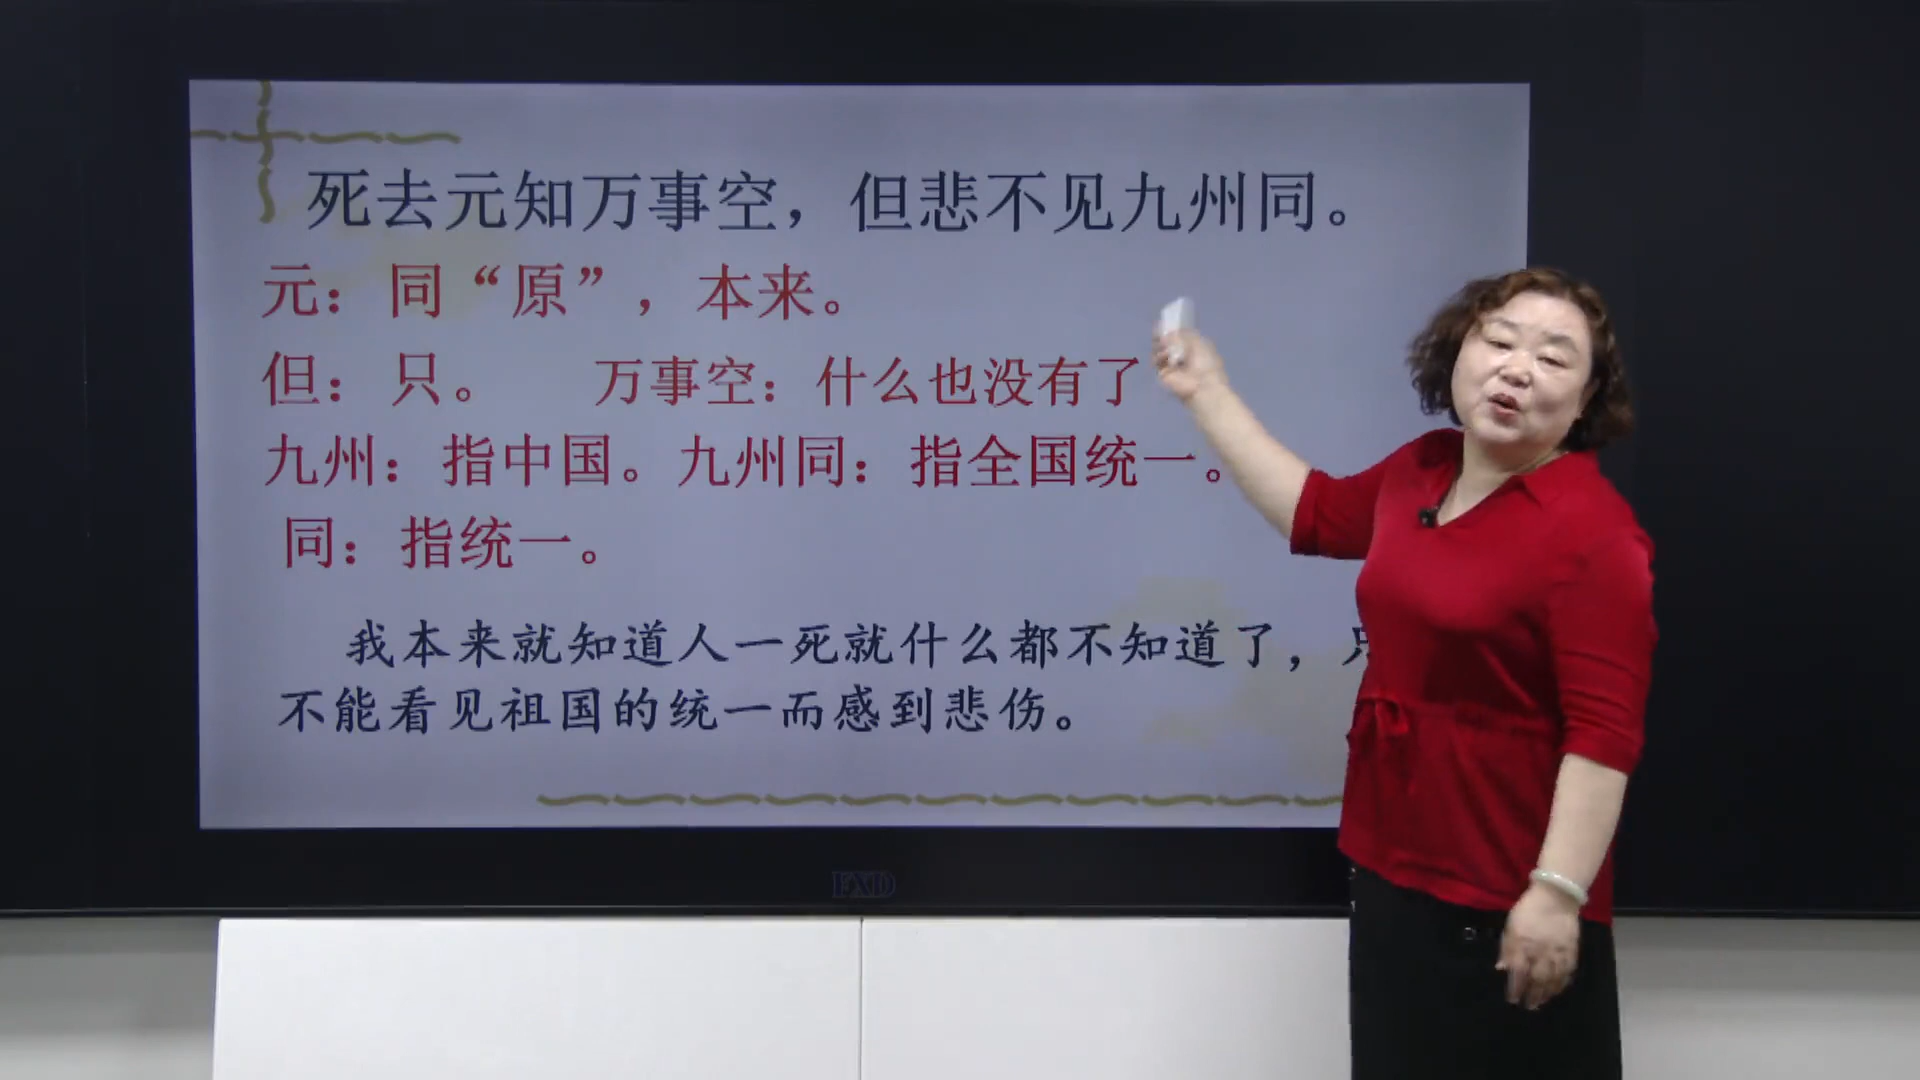 死去元知万事空，但悲不见九州同。
元：同“原”，本来。
但：只。 万事空：什么也没有了
九州：指中国。九州同：指全国统一。
同：指统一。
我本来就知道人一死就什么都不知道了，
不能看见祖国的统一而感到悲伤。
FXD